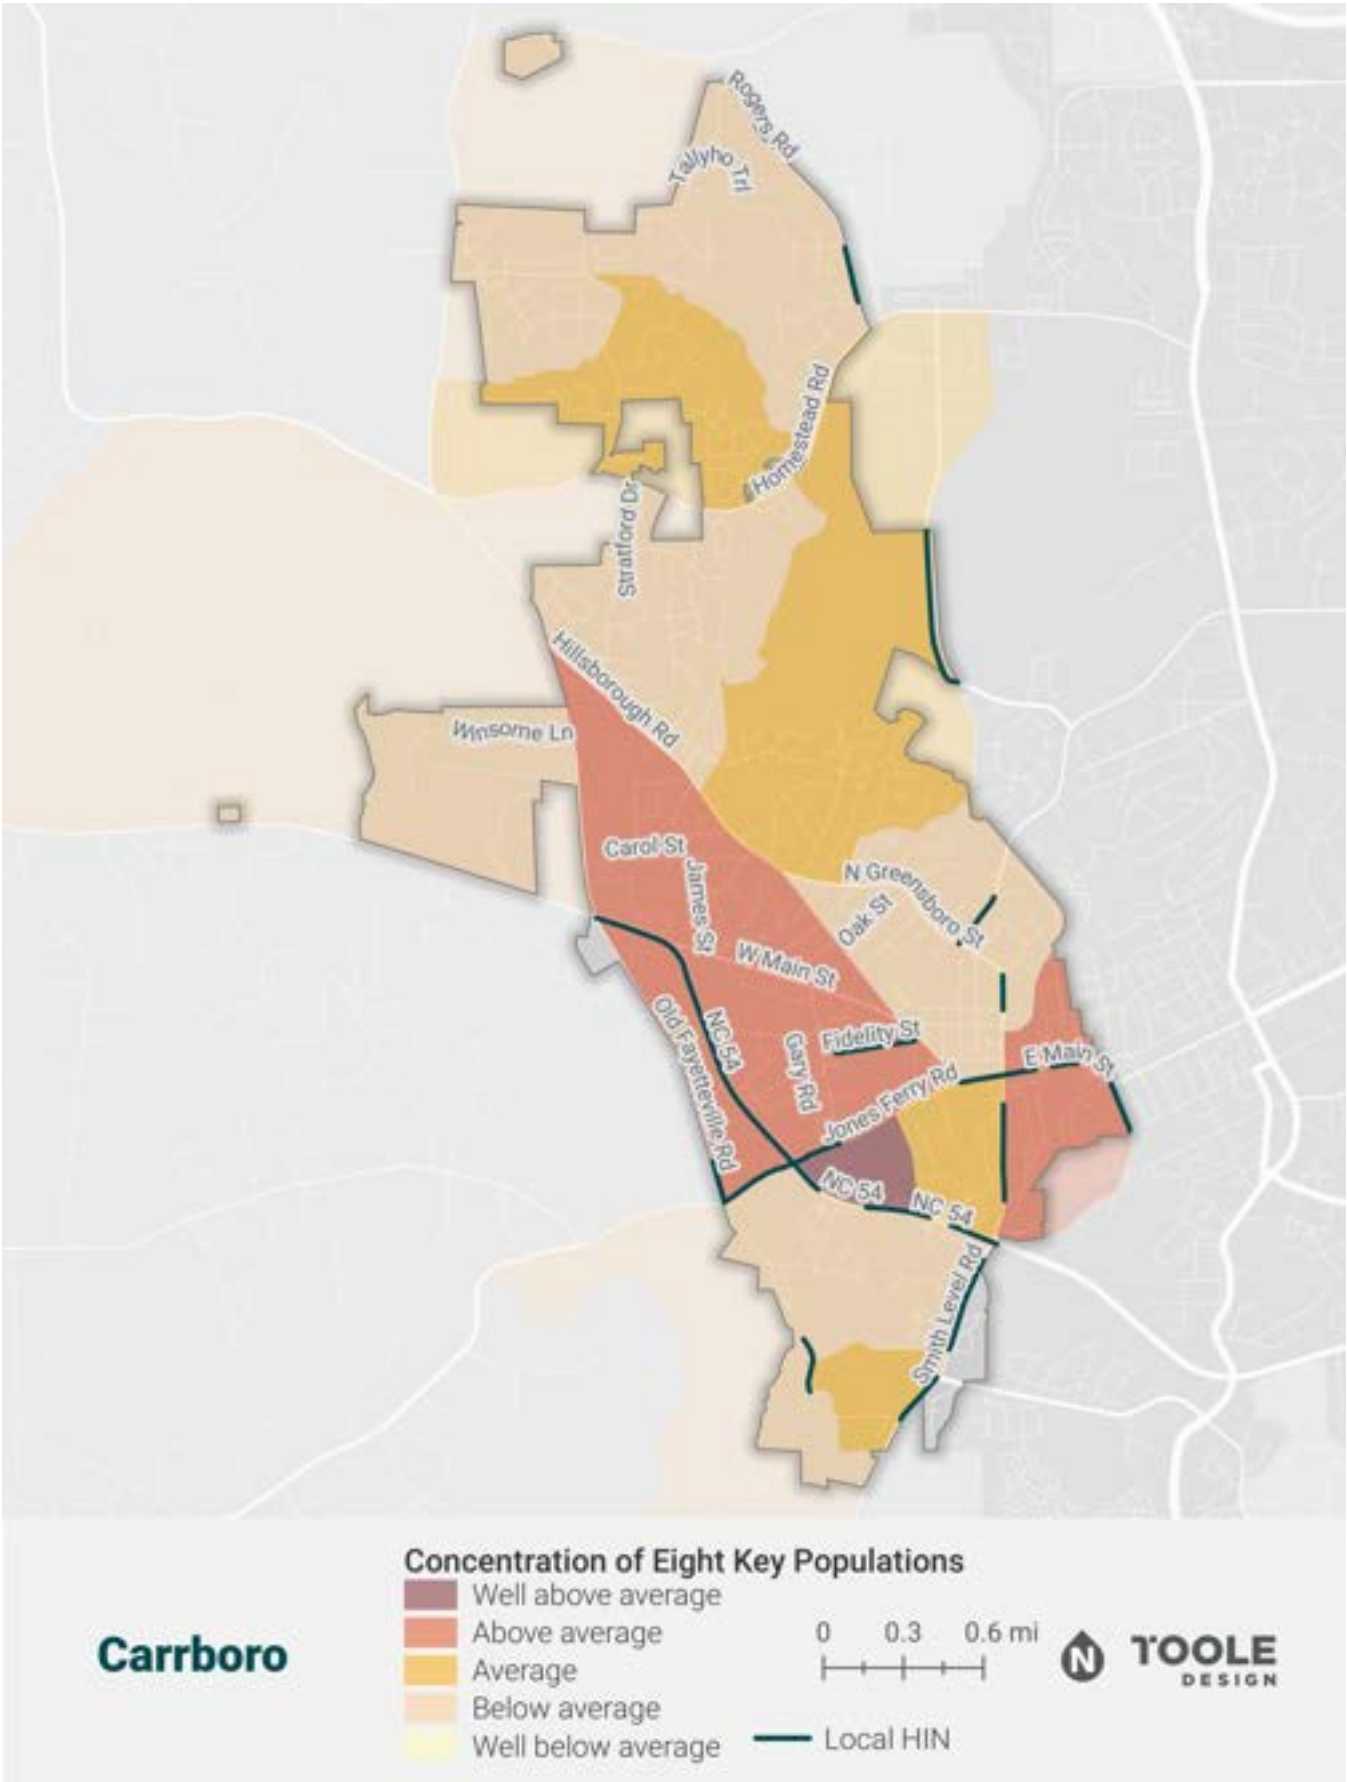 Rogers Rd
Tallyho Trl
Homestead Rd
Stratford Dr
Hillsborough Rd
Winsome Ln
Carol St
James St
N Greensboro St
Oak St
W Main St
Old Fayetteville Rd
NC 54
Gary Rd
Fidelity St
E Main St
Jones Ferry Rd
NC 54
NC 54
Smith Level Rd
Carrboro
Concentration of Eight Key Populations
Well above average
Above average
Average
Below average
Well below average
0 0.3 0.6 mi
Local HIN
N
TOOLE
DESIGN